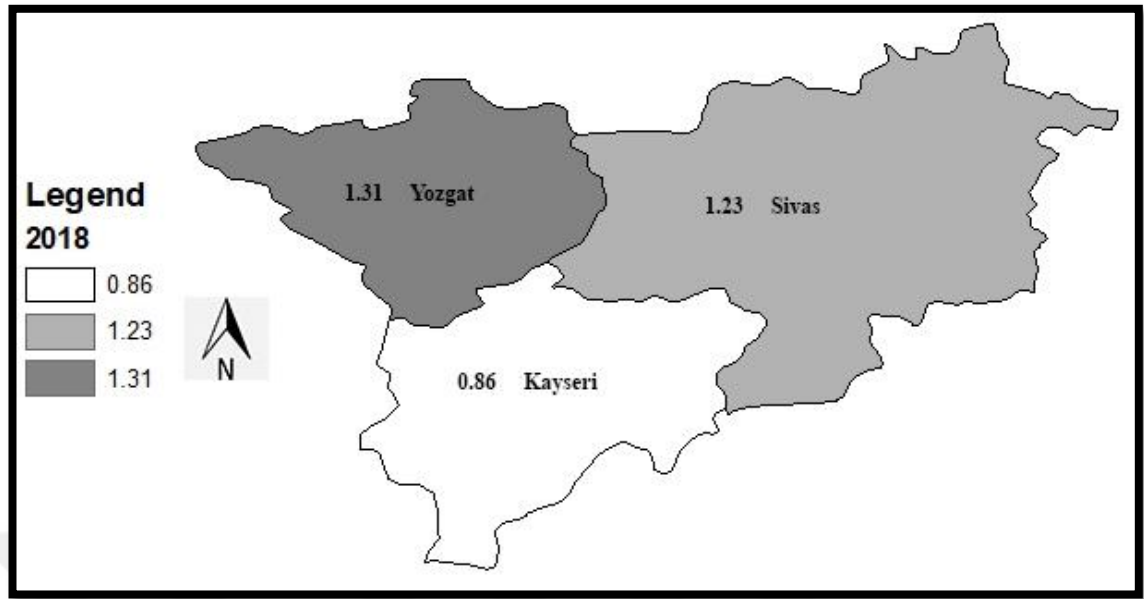 Legend
2018
0.86
1.23
1.31
N
1.31 Yozgat
1.23 Sivas
0.86 Kayseri